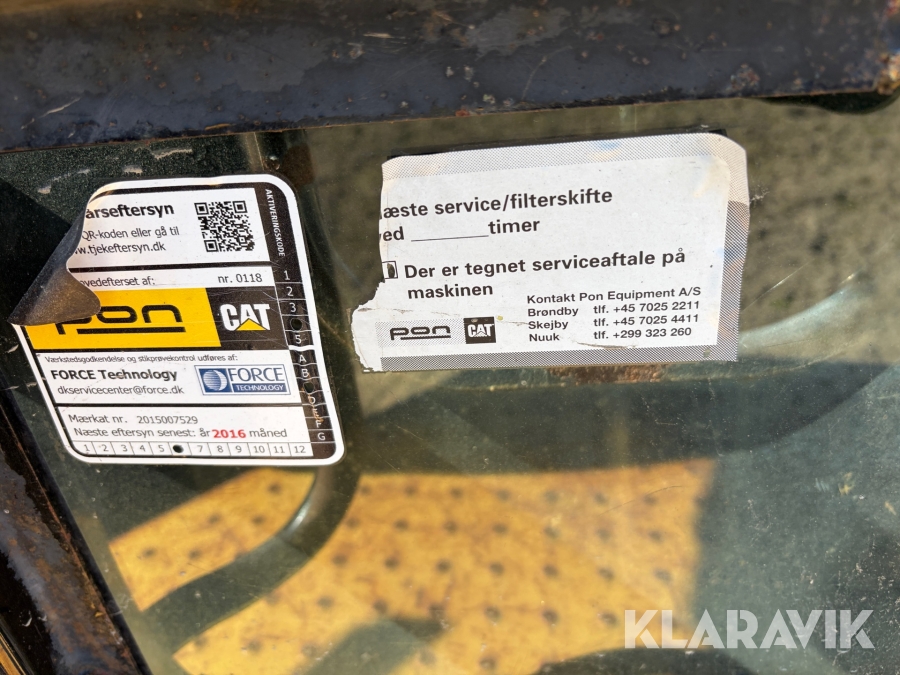 arseftersyn
QR-koden eller gå til
w.tjekeftersyn.dk
AKTIVERINGSKODE
vedefterset af: nr. 0118
pon CAT
Værkstedsgodkendelse og stikprøvekontrol udføres af:
FORCE Technology
dkservicecenter@force.dk
FORCE
TECHNOLOGY
Mærkat nr. 2015007529
Næste eftersyn senest: år 2016 måned
1 2 3 4 5 7 8 9 10 11 12
1
2
3
5
A
B
D
E
F
G
æste service/filterskifte
ved ________timer
Der er tegnet serviceaftale på
maskinen
Kontakt Pon Equipment A/S
Brøndby tlf. +45 7025 2211
Skejby tlf. +45 7025 4411
Nuuk tlf. +299 323 260
pon CAT
KLARAVIK